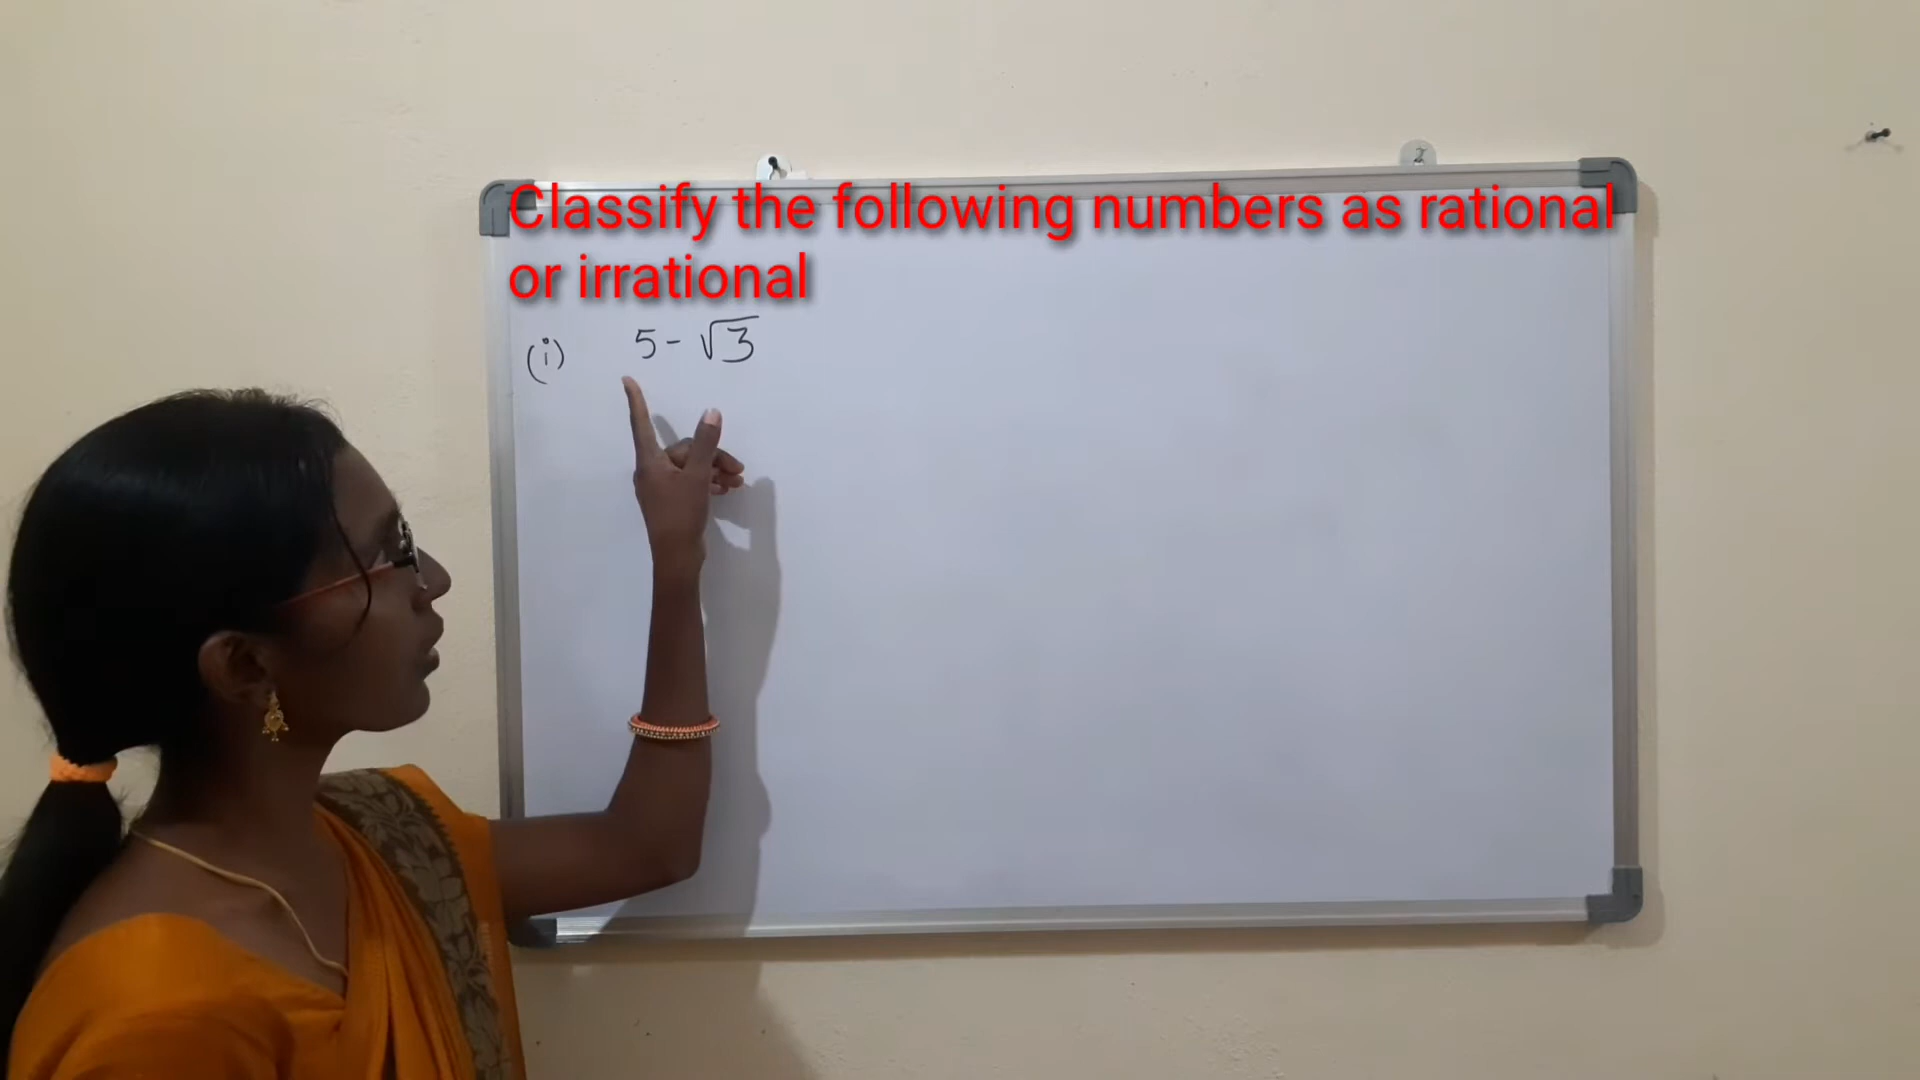 Classify the following numbers as rational
or irrational
(i) 5 - √3